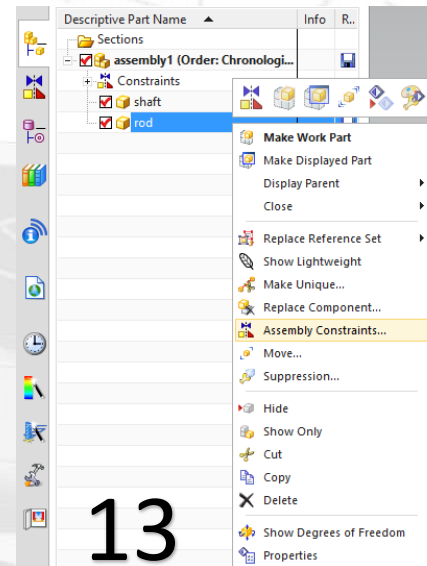 Descriptive Part Name Info R..
Sections
assembly1 (Order: Chronologi...
Constraints
shaft
rod
Make Work Part
Make Displayed Part
Display Parent
Close
Replace Reference Set
Show Lightweight
Make Unique...
Replace Component...
Assembly Constraints...
Move...
Suppression...
Hide
Show Only
Cut
Copy
Delete
Show Degrees of Freedom
Properties
13